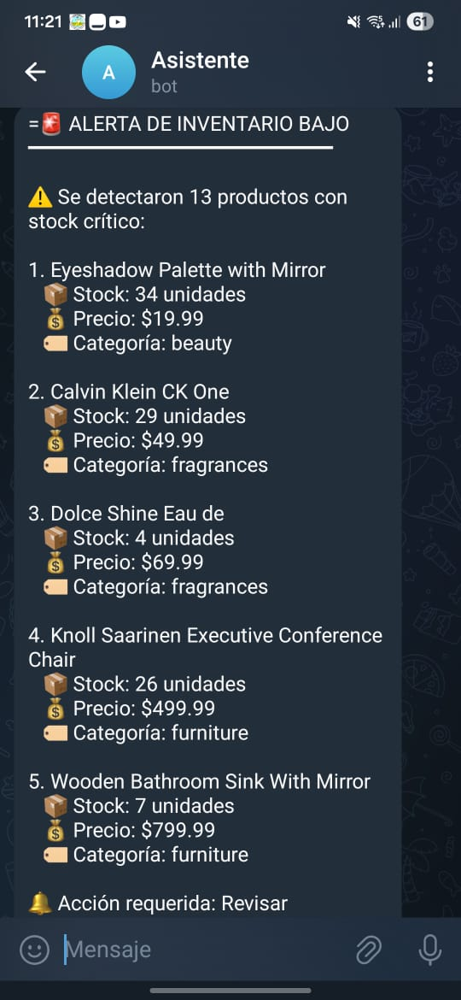 11:21
61
A
Asistente
bot
=🚨 ALERTA DE INVENTARIO BAJO
⚠️ Se detectaron 13 productos con
stock crítico:
1. Eyeshadow Palette with Mirror
📦 Stock: 34 unidades
💰 Precio: $19.99
🏷️ Categoría: beauty
2. Calvin Klein CK One
📦 Stock: 29 unidades
💰 Precio: $49.99
🏷️ Categoría: fragrances
3. Dolce Shine Eau de
📦 Stock: 4 unidades
💰 Precio: $69.99
🏷️ Categoría: fragrances
4. Knoll Saarinen Executive Conference
Chair
📦 Stock: 26 unidades
💰 Precio: $499.99
🏷️ Categoría: furniture
5. Wooden Bathroom Sink With Mirror
📦 Stock: 7 unidades
💰 Precio: $799.99
🏷️ Categoría: furniture
🔔 Acción requerida: Revisar
Mensaje